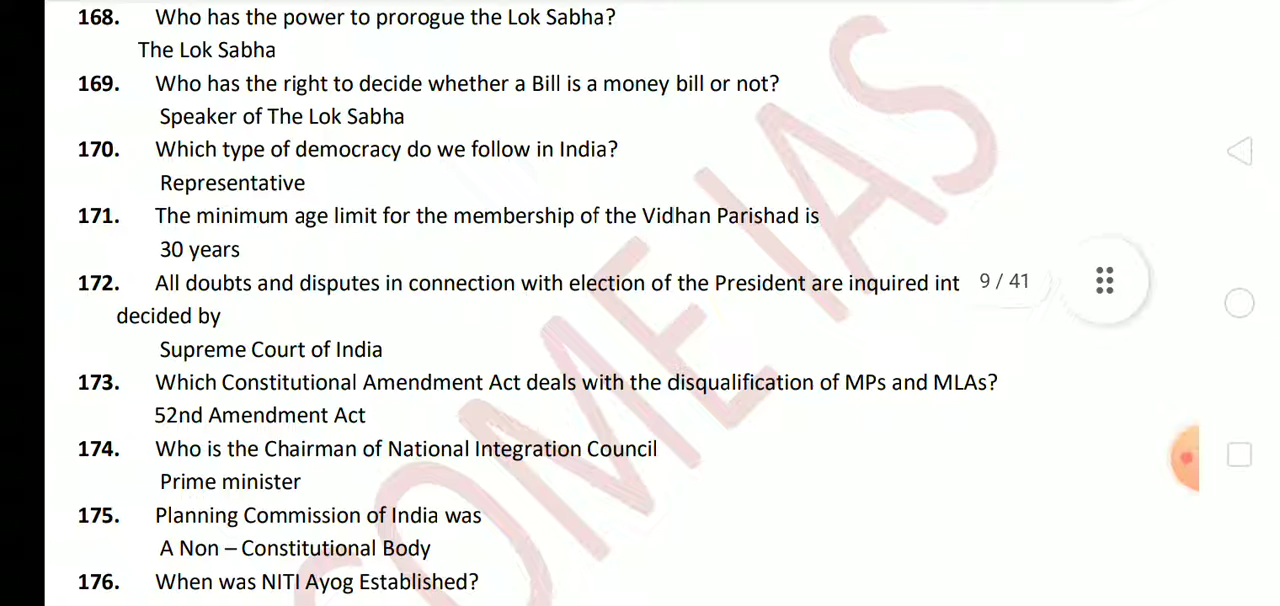 168. Who has the power to prorogue the Lok Sabha?
The Lok Sabha
169. Who has the right to decide whether a Bill is a money bill or not?
Speaker of The Lok Sabha
170. Which type of democracy do we follow in India?
Representative
171. The minimum age limit for the membership of the Vidhan Parishad is
30 years
172. All doubts and disputes in connection with election of the President are inquired int 9 / 41
decided by
Supreme Court of India
173. Which Constitutional Amendment Act deals with the disqualification of MPs and MLAs?
52nd Amendment Act
174. Who is the Chairman of National Integration Council
Prime minister
175. Planning Commission of India was
A Non – Constitutional Body
176. When was NITI Ayog Established?
OME IAS